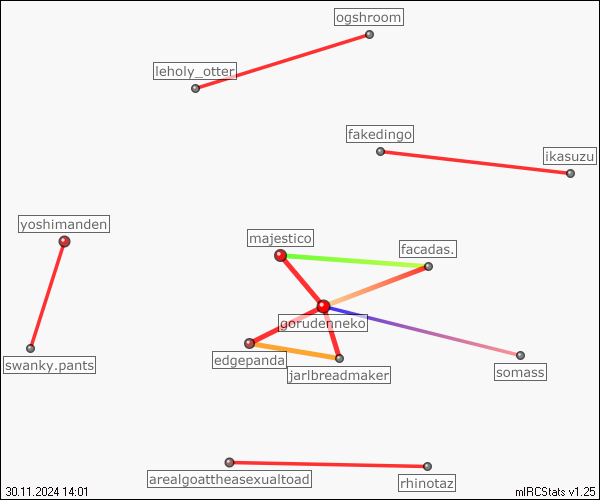 ogshroom
leholy_otter
fakedingo
ikasuzu
yoshimanden
majestico
facadas.
gorudenneko
edgepanda
swanky.pants
jarlbreadmaker
somass
arealgoattheasexualtoad
rhinotaz
30.11.2024 14:01
mIRCStats v1.25